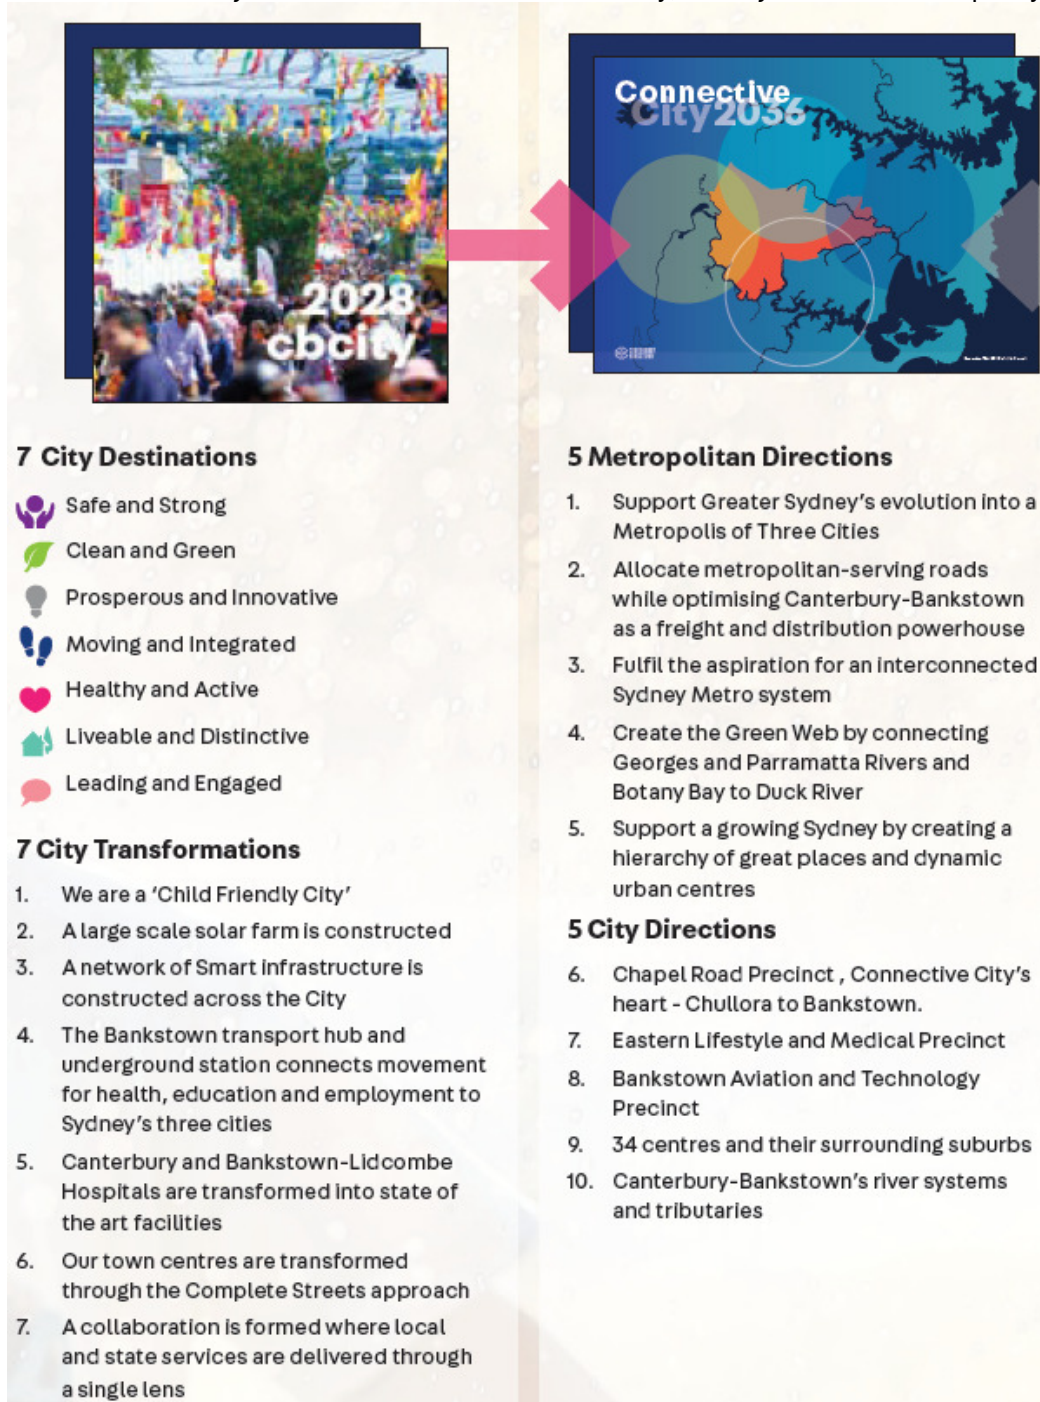 2028
cbcity
Connective
City2036
7 City Destinations
Safe and Strong
Clean and Green
Prosperous and Innovative
Moving and Integrated
Healthy and Active
Liveable and Distinctive
Leading and Engaged
7 City Transformations
1. We are a ‘Child Friendly City’
2. A large scale solar farm is constructed
3. A network of Smart infrastructure is
constructed across the City
4. The Bankstown transport hub and
underground station connects movement
for health, education and employment to
Sydney’s three cities
5. Canterbury and Bankstown-Lidcombe
Hospitals are transformed into state of
the art facilities
6. Our town centres are transformed
through the Complete Streets approach
7. A collaboration is formed where local
and state services are delivered through
a single lens
5 Metropolitan Directions
1. Support Greater Sydney’s evolution into a
Metropolis of Three Cities
2. Allocate metropolitan-serving roads
while optimising Canterbury-Bankstown
as a freight and distribution powerhouse
3. Fulfil the aspiration for an interconnected
Sydney Metro system
4. Create the Green Web by connecting
Georges and Parramatta Rivers and
Botany Bay to Duck River
5. Support a growing Sydney by creating a
hierarchy of great places and dynamic
urban centres
5 City Directions
6. Chapel Road Precinct , Connective City’s
heart - Chullora to Bankstown.
7. Eastern Lifestyle and Medical Precinct
8. Bankstown Aviation and Technology
Precinct
9. 34 centres and their surrounding suburbs
10. Canterbury-Bankstown’s river systems
and tributaries